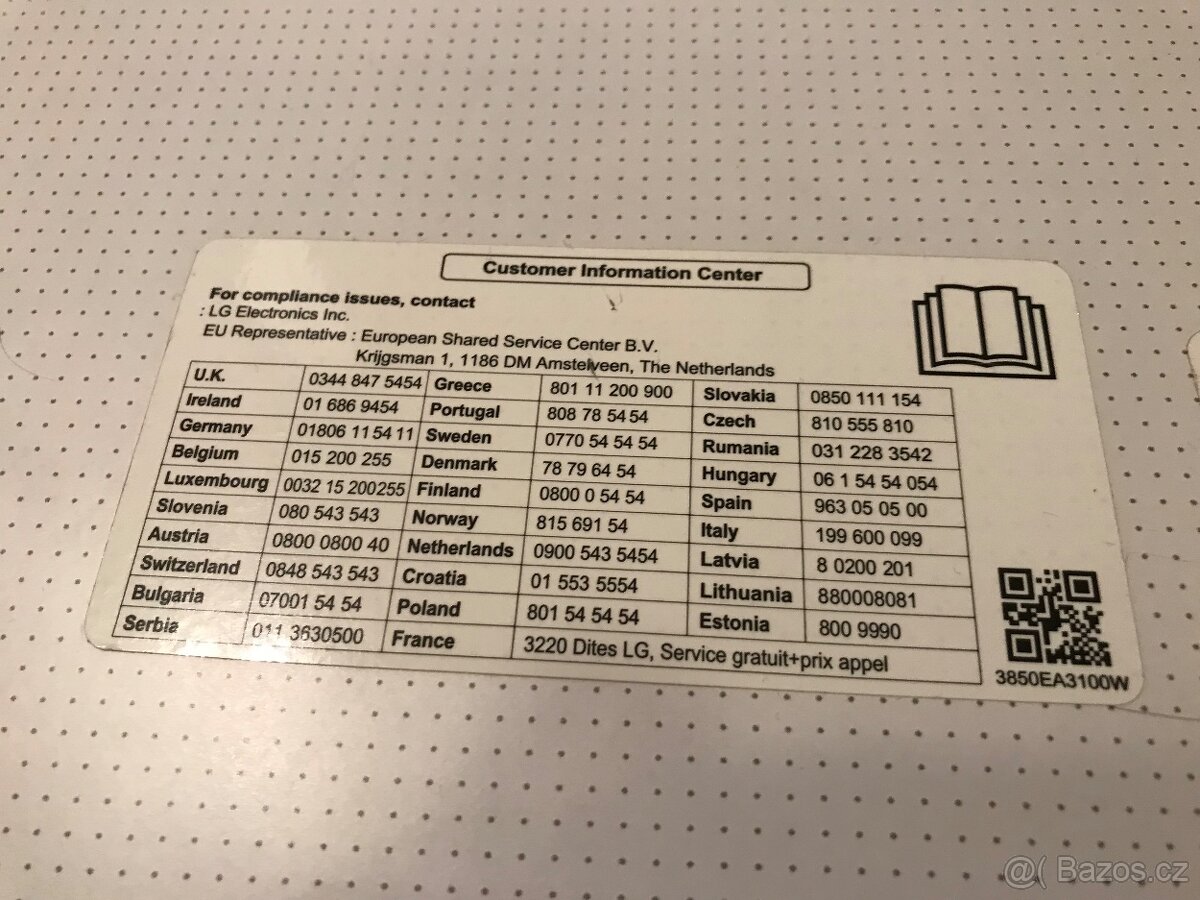 Customer Information Center
For compliance issues, contact
: LG Electronics Inc.
EU Representative : European Shared Service Center B.V.
Krijgsman 1, 1186 DM Amstelveen, The Netherlands
U.K. 0344 847 5454 Greece 801 11 200 900 Slovakia 0850 111 154
Ireland 01 686 9454 Portugal 808 78 54 54 Czech 810 555 810
Germany 01806 11 54 11 Sweden 0770 54 54 54 Rumania 031 228 3542
Belgium 015 200 255 Denmark 78 79 64 54 Hungary 06 1 54 54 054
Luxembourg 0032 15 200255 Finland 0800 0 54 54 Spain 963 05 05 00
Slovenia 080 543 543 Norway 815 691 54 Italy 199 600 099
Austria 0800 0800 40 Netherlands 0900 543 5454 Latvia 8 0200 201
Switzerland 0848 543 543 Croatia 01 553 5554 Lithuania 880008081
Bulgaria 07001 54 54 Poland 801 54 54 54 Estonia 800 9990
Serbia 011 3630500 France 3220 Dites LG, Service gratuit+prix appel
3850EA3100W
@( Bazos.cz